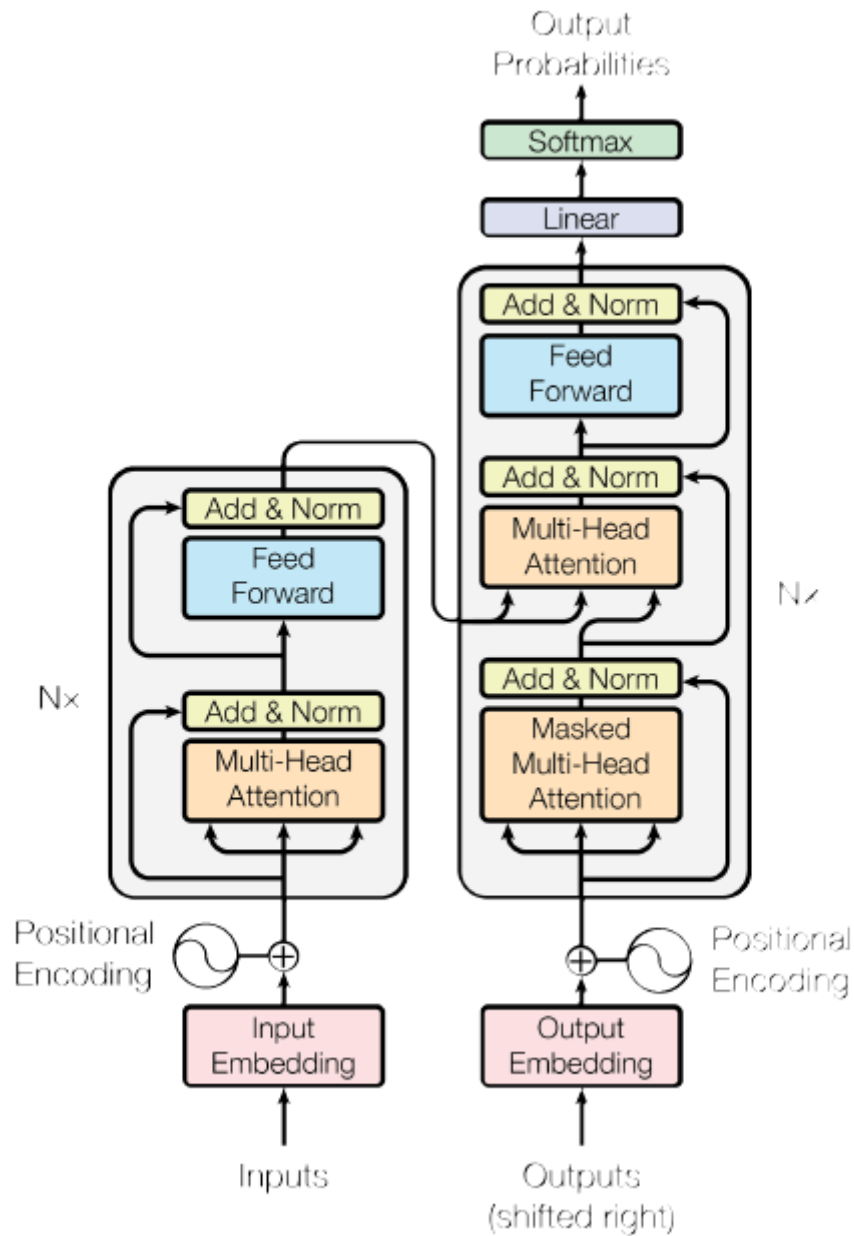 Output
Probabilities
Softmax
Linear
Add & Norm
Feed
Forward
Add & Norm
Multi-Head
Attention
Add & Norm
Masked
Multi-Head
Attention
N×
Add & Norm
Feed
Forward
Add & Norm
Multi-Head
Attention
N×
Positional
Encoding
Positional
Encoding
Input
Embedding
Output
Embedding
Inputs
Outputs
(shifted right)